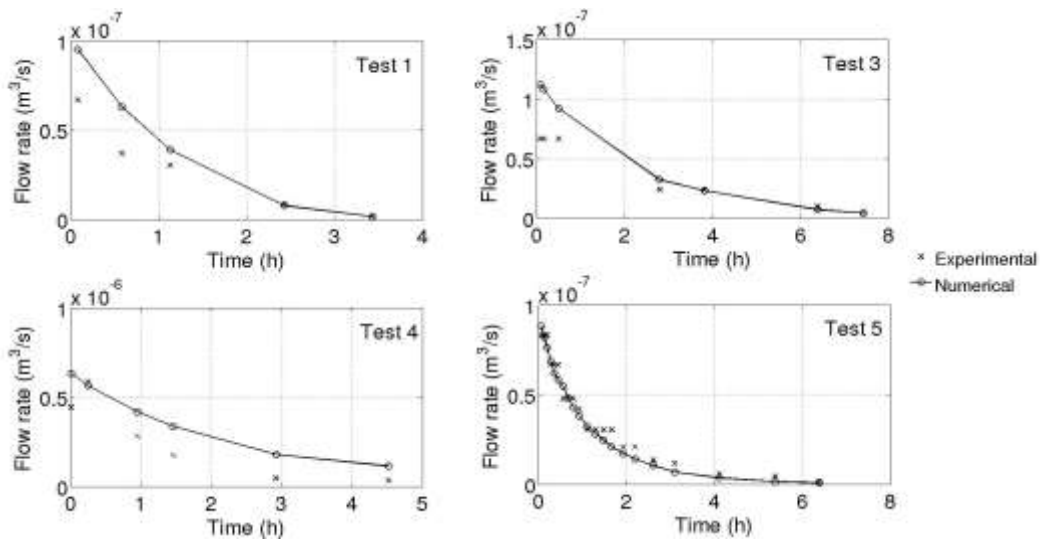 x 10⁻⁷
1
0.5
0
Flow rate (m³/s)
Test 1
0 1 2 3 4
Time (h)
x 10⁻⁷
1.5
1
0.5
0
Flow rate (m³/s)
Test 3
0 2 4 6 8
Time (h)
× Experimental
Numerical
x 10⁻⁶
1
0.5
0
Flow rate (m³/s)
Test 4
0 1 2 3 4 5
Time (h)
x 10⁻⁷
1
0.5
0
Flow rate (m³/s)
Test 5
0 2 4 6 8
Time (h)